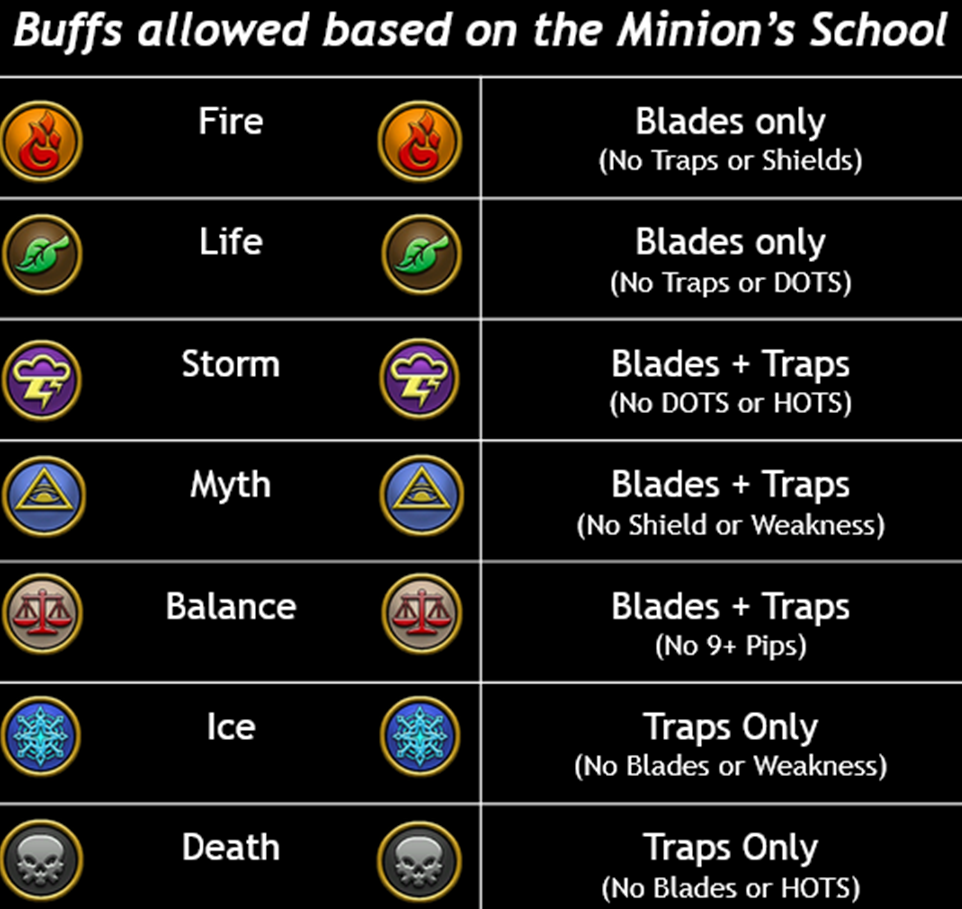 Buffs allowed based on the Minion's School
Fire
Blades only
(No Traps or Shields)
Life
Blades only
(No Traps or DOTS)
Storm
Blades + Traps
(No DOTS or HOTS)
Myth
Blades + Traps
(No Shield or Weakness)
Balance
Blades + Traps
(No 9+ Pips)
Ice
Traps Only
(No Blades or Weakness)
Death
Traps Only
(No Blades or HOTS)